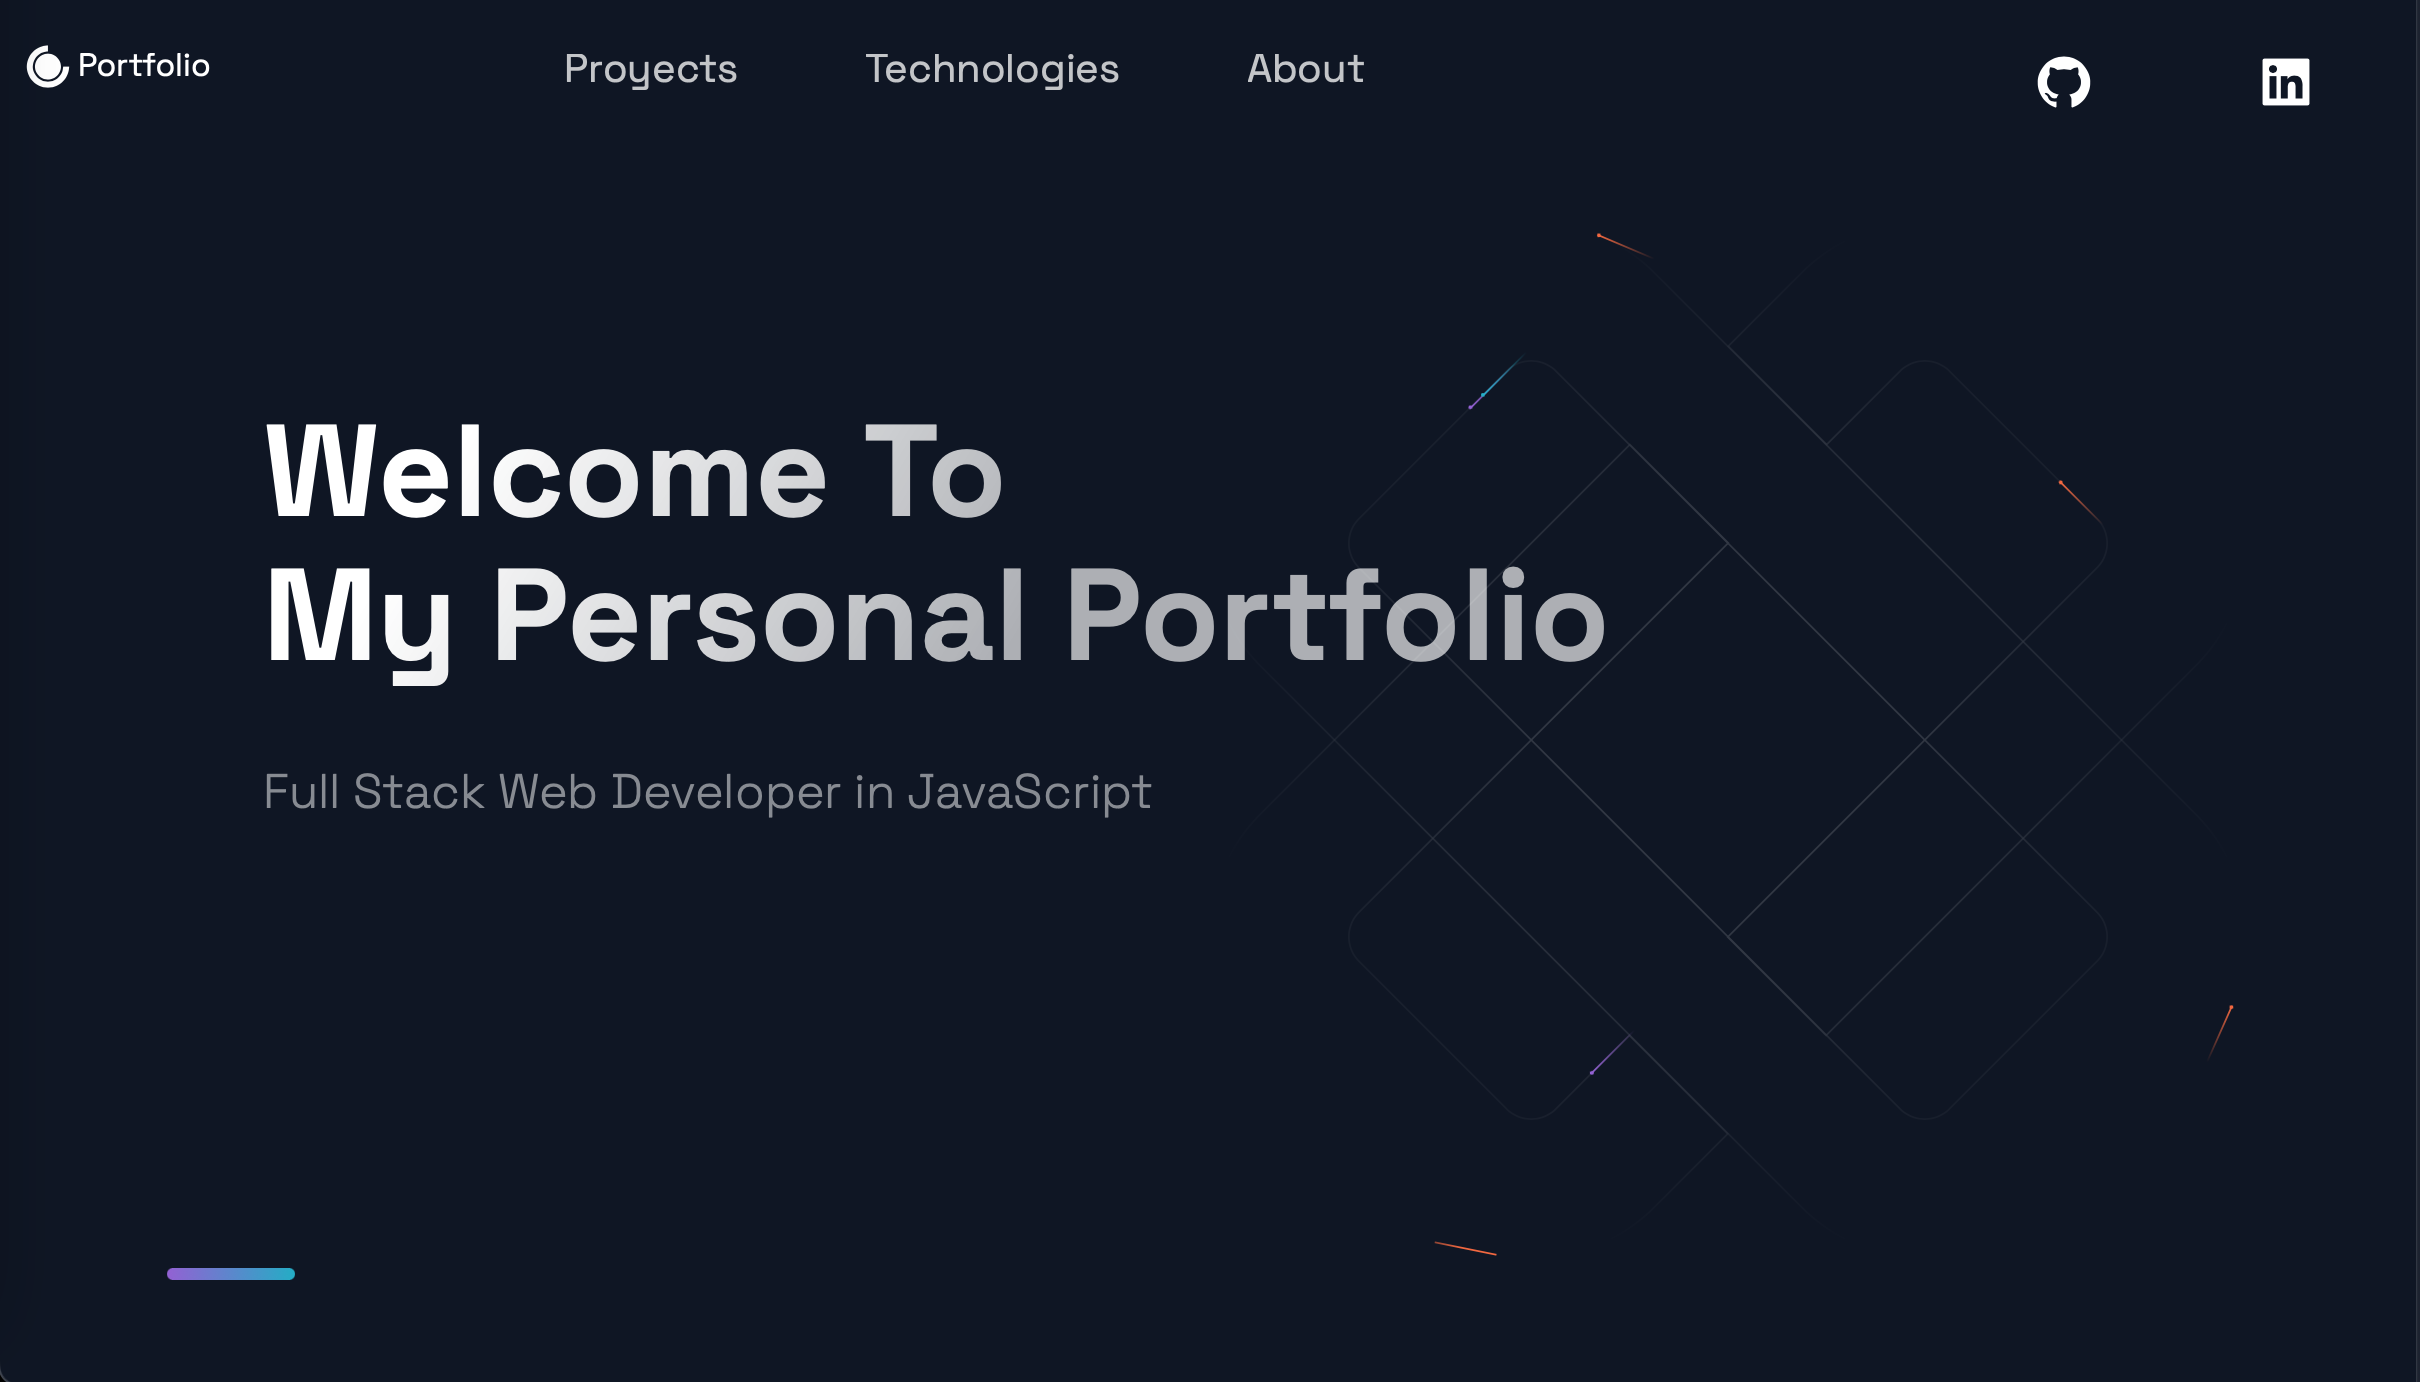 Portfolio
Proyects
Technologies
About
Welcome To
My Personal Portfolio
Full Stack Web Developer in JavaScript